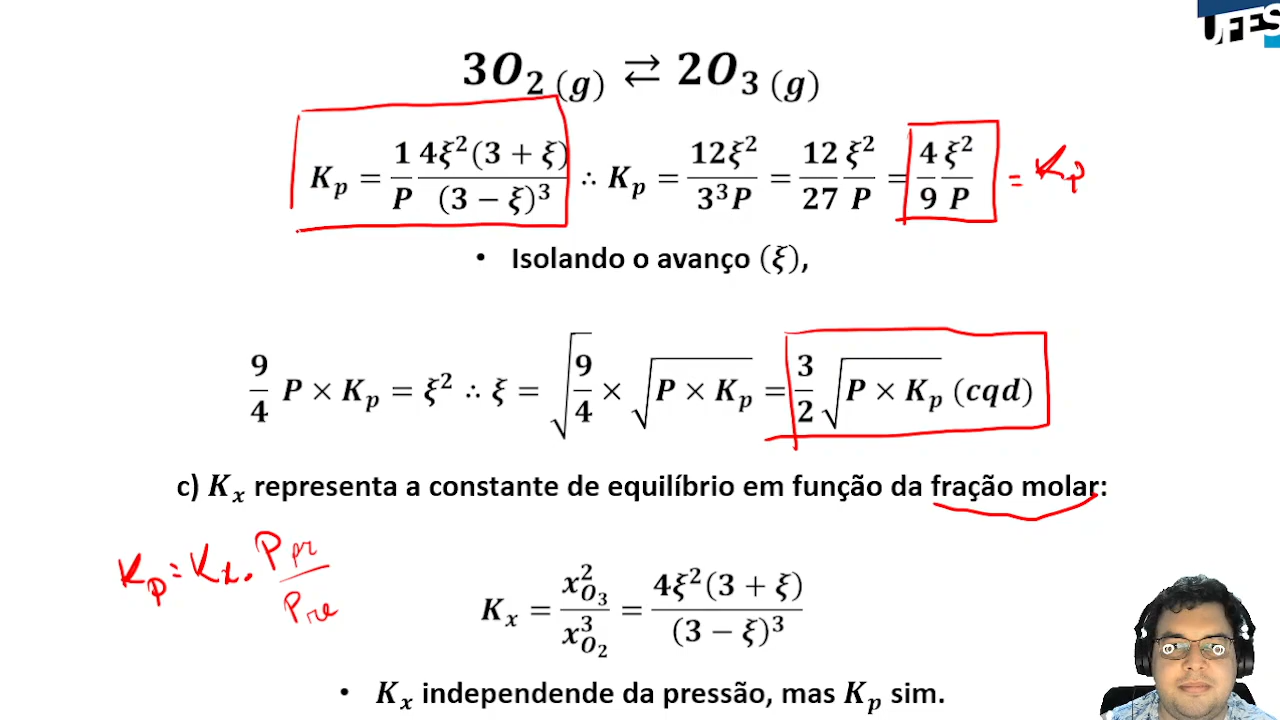 UFES
3O₂ (g) ⇄ 2O₃ (g)
Kₚ = 1/P 4ξ²(3 + ξ)/(3 − ξ)³ ∴ Kₚ = 12ξ²/3³P = 12/27 ξ²/P = 4/9 ξ²/P = Kₚ
• Isolando o avanço (ξ),
9/4 P × Kₚ = ξ² ∴ ξ = √(9/4) × √(P × Kₚ) = 3/2 √(P × Kₚ) (cqd)
c) Kₓ representa a constante de equilíbrio em função da fração molar:
Kₚ = Kₓ . P pr / P re
Kₓ = x²O₃ / x³O₂ = 4ξ²(3 + ξ)/(3 − ξ)³
• Kₓ independende da pressão, mas Kₚ sim.